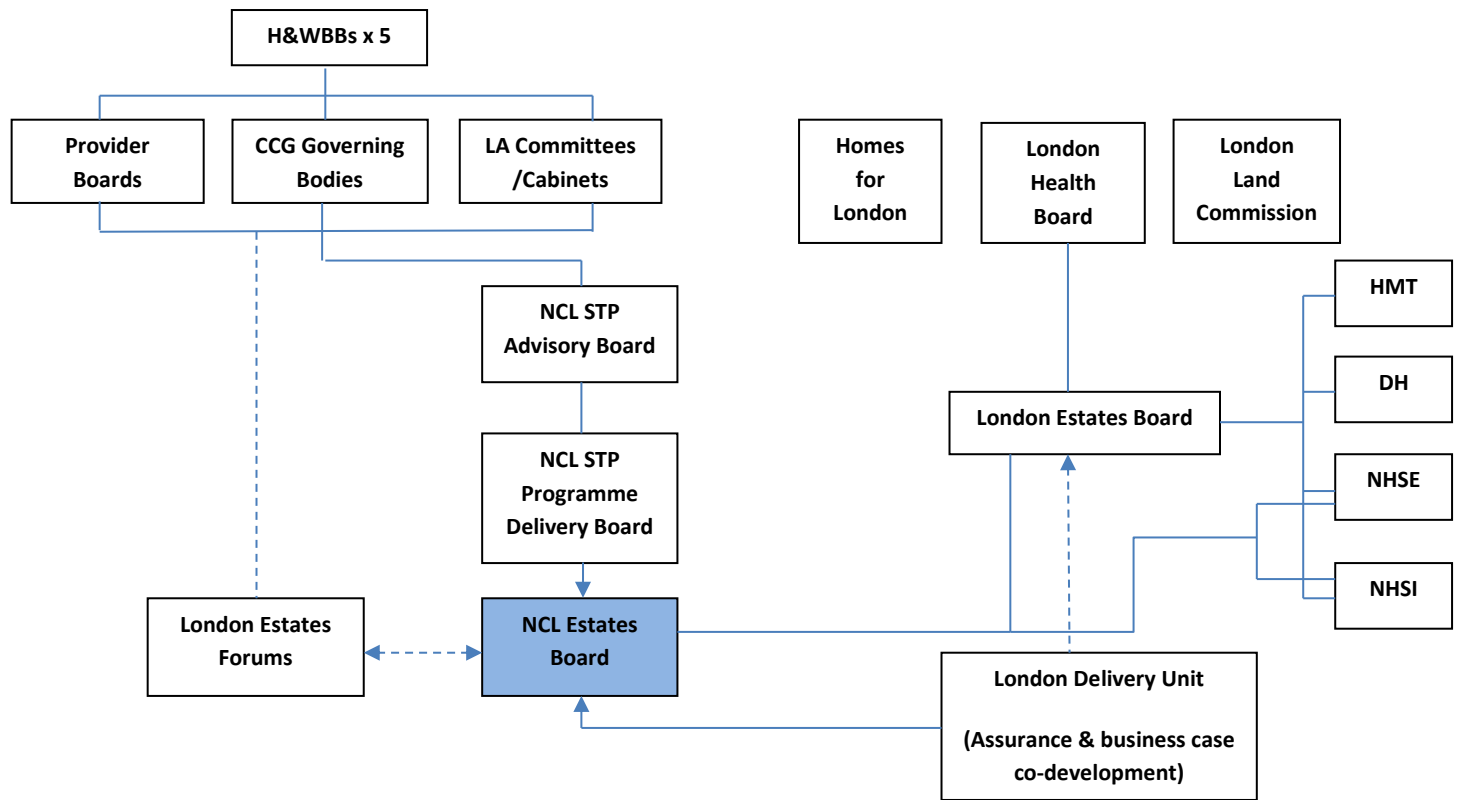 H&WBBs x 5
Provider
Boards
CCG Governing
Bodies
LA Committees
/Cabinets
Homes
for
London
London
Health
Board
London
Land
Commission
HMT
NCL STP
Advisory Board
DH
London Estates Board
NCL STP
Programme
Delivery Board
NHSE
NHSI
London Estates
Forums
NCL Estates
Board
London Delivery Unit
(Assurance & business case
co-development)